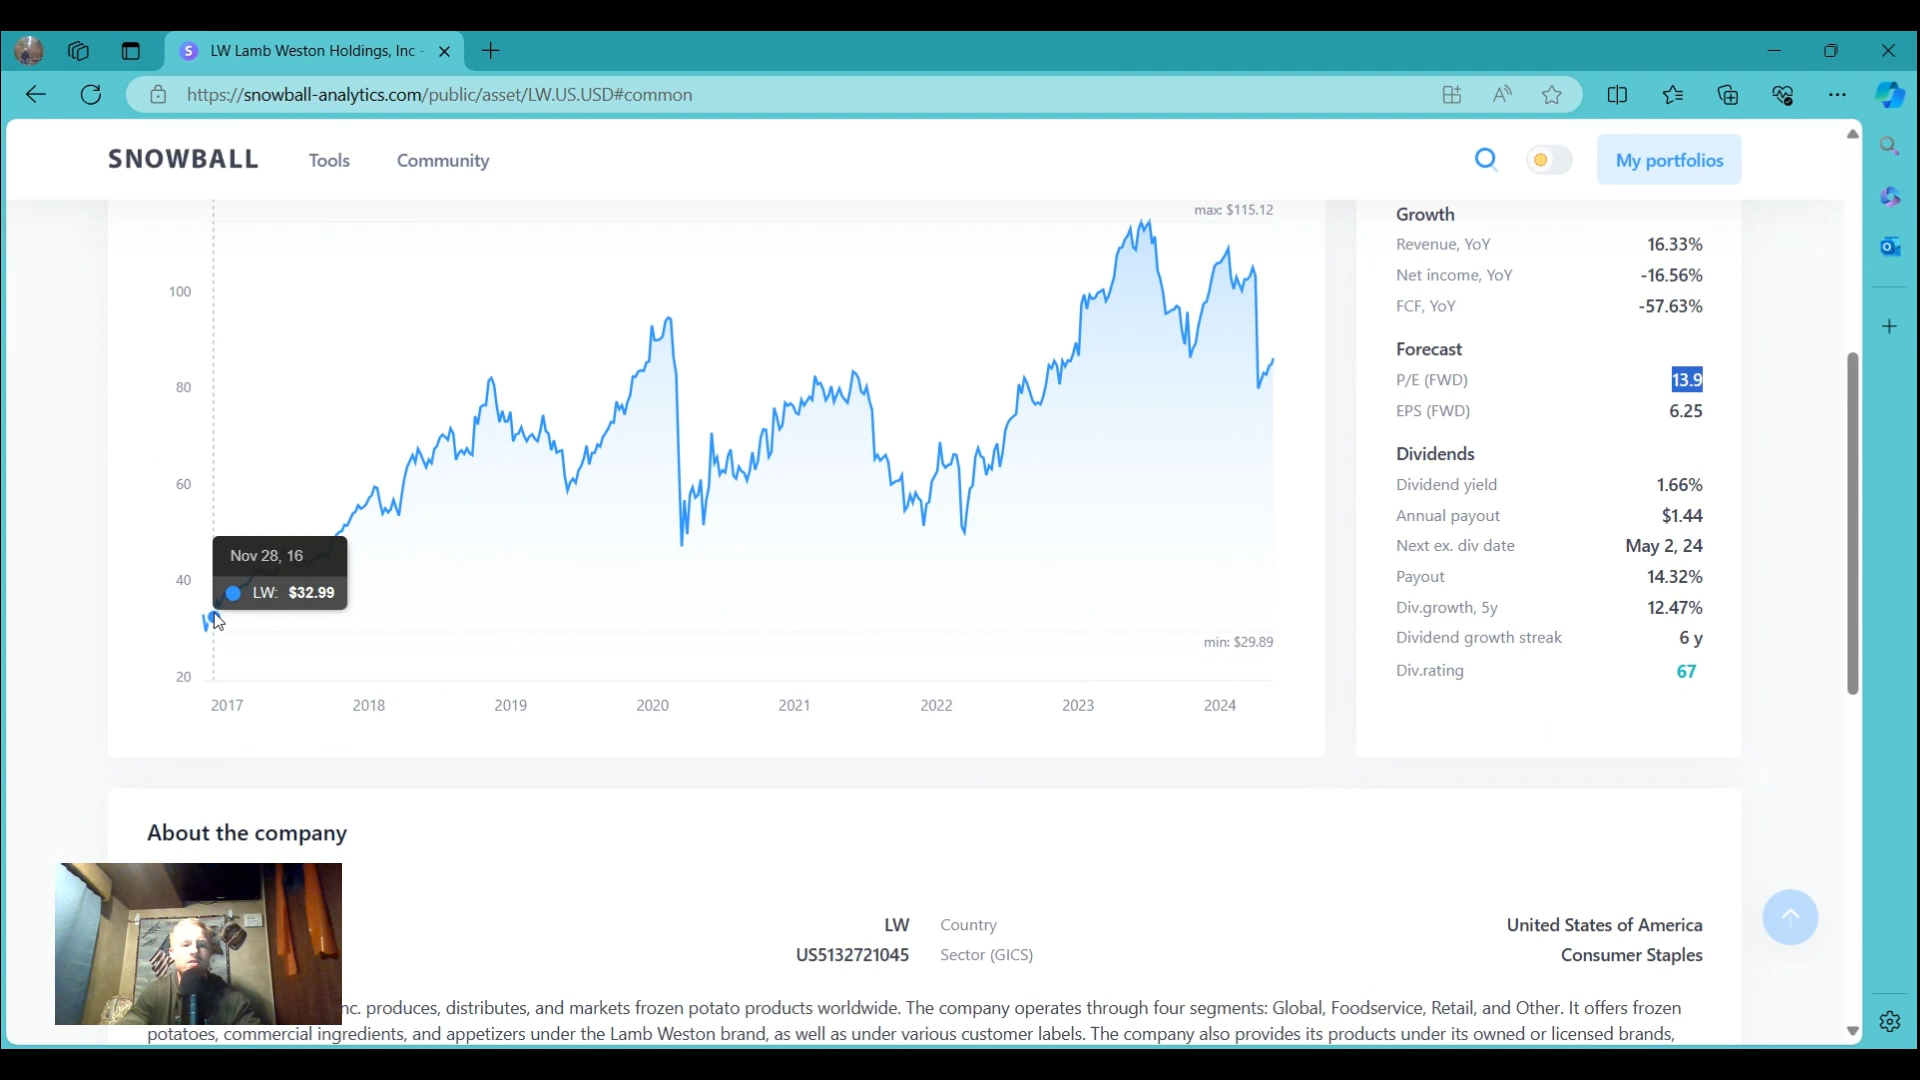 LW Lamb Weston Holdings, Inc -
https://snowball-analytics.com/public/asset/LW.US.USD#common
SNOWBALL
Tools
Community
My portfolios
max: $115.12
100
80
60
40
20
Nov 28, 16
LW: $32.99
min: $29.89
2017 2018 2019 2020 2021 2022 2023 2024
Growth
Revenue, YoY 16.33%
Net income, YoY -16.56%
FCF, YoY -57.63%
Forecast
P/E (FWD) 13.9
EPS (FWD) 6.25
Dividends
Dividend yield 1.66%
Annual payout $1.44
Next ex. div date May 2, 24
Payout 14.32%
Div.growth, 5y 12.47%
Dividend growth streak 6 y
Div.rating 67
About the company
LW Country United States of America
US5132721045 Sector (GICS) Consumer Staples
nc. produces, distributes, and markets frozen potato products worldwide. The company operates through four segments: Global, Foodservice, Retail, and Other. It offers frozen
potatoes, commercial ingredients, and appetizers under the Lamb Weston brand, as well as under various customer labels. The company also provides its products under its owned or licensed brands,